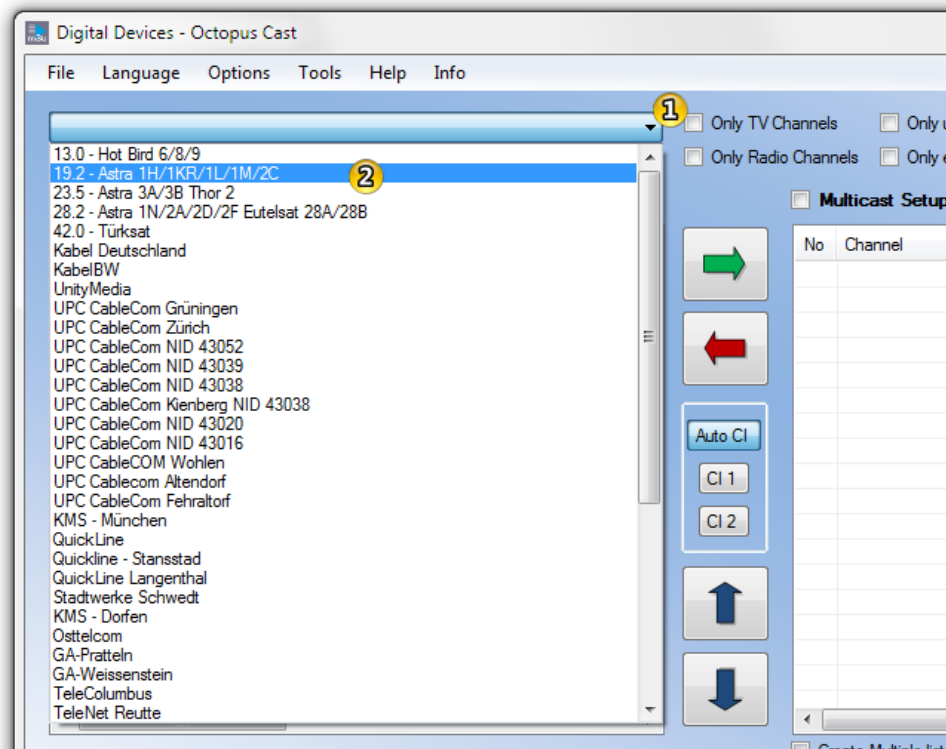 Digital Devices - Octopus Cast
File Language Options Tools Help Info
1
Only TV Channels Only
Only Radio Channels Only
Multicast Setup
No Channel
13.0 - Hot Bird 6/8/9
19.2 - Astra 1H/1KR/1L/1M/2C
2
23.5 - Astra 3A/3B Thor 2
28.2 - Astra 1N/2A/2D/2F Eutelsat 28A/28B
42.0 - Türksat
Kabel Deutschland
KabelBW
UnityMedia
UPC CableCom Grüningen
UPC CableCom Zürich
UPC CableCom NID 43052
UPC CableCom NID 43039
UPC CableCom NID 43038
UPC CableCom Kienberg NID 43038
UPC CableCom NID 43020
UPC CableCom NID 43016
UPC CableCOM Wohlen
UPC Cablecom Altendorf
UPC CableCom Fehraltorf
KMS - München
QuickLine
Quickline - Stansstad
QuickLine Langenthal
Stadtwerke Schwedt
KMS - Dorfen
Osttelcom
GA-Pratteln
GA-Weissenstein
TeleColumbus
TeleNet Reutte
Auto CI
CI 1
CI 2